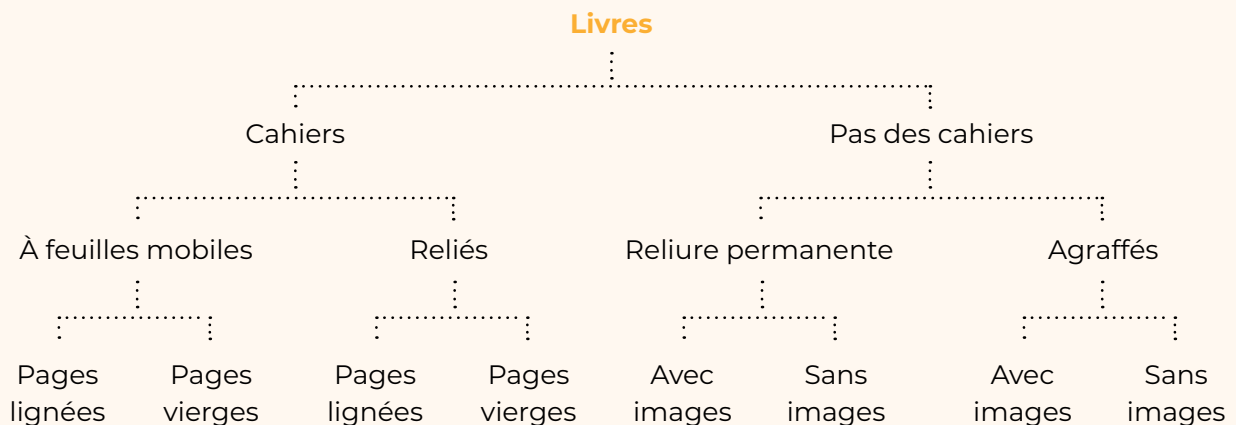 Livres
Cahiers
Pas des cahiers
À feuilles mobiles
Reliés
Reliure permanente
Agraffés
Pages
lignées
Pages
vierges
Pages
lignées
Pages
vierges
Avec
images
Sans
images
Avec
images
Sans
images